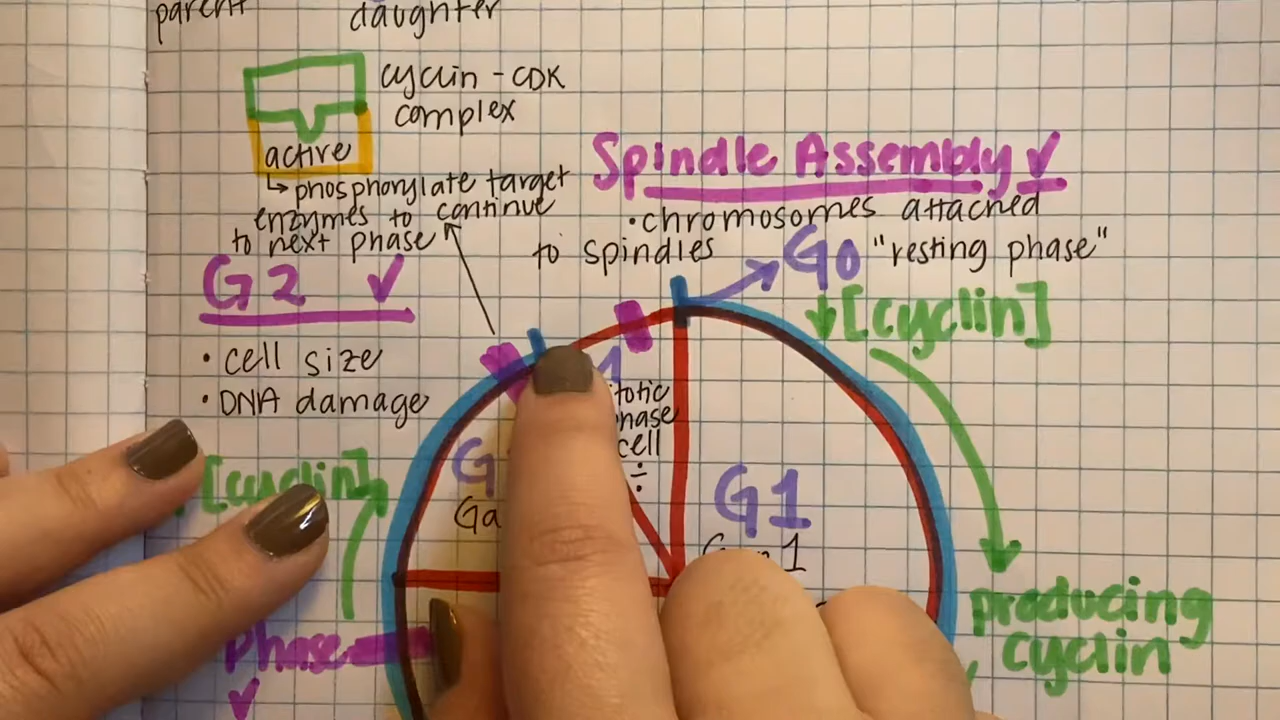 parent daughter
cyclin - CDK
complex
active
↳ phosphorylate target
enzymes to continue
to next phase
Spindle Assembly ✓
• chromosomes attached
to spindles
G0 "resting phase"
↓[cyclin]
G2 ✓
• cell size
• DNA damage
[cyclin]
phase
✓
cell
÷
G1
producing
cyclin